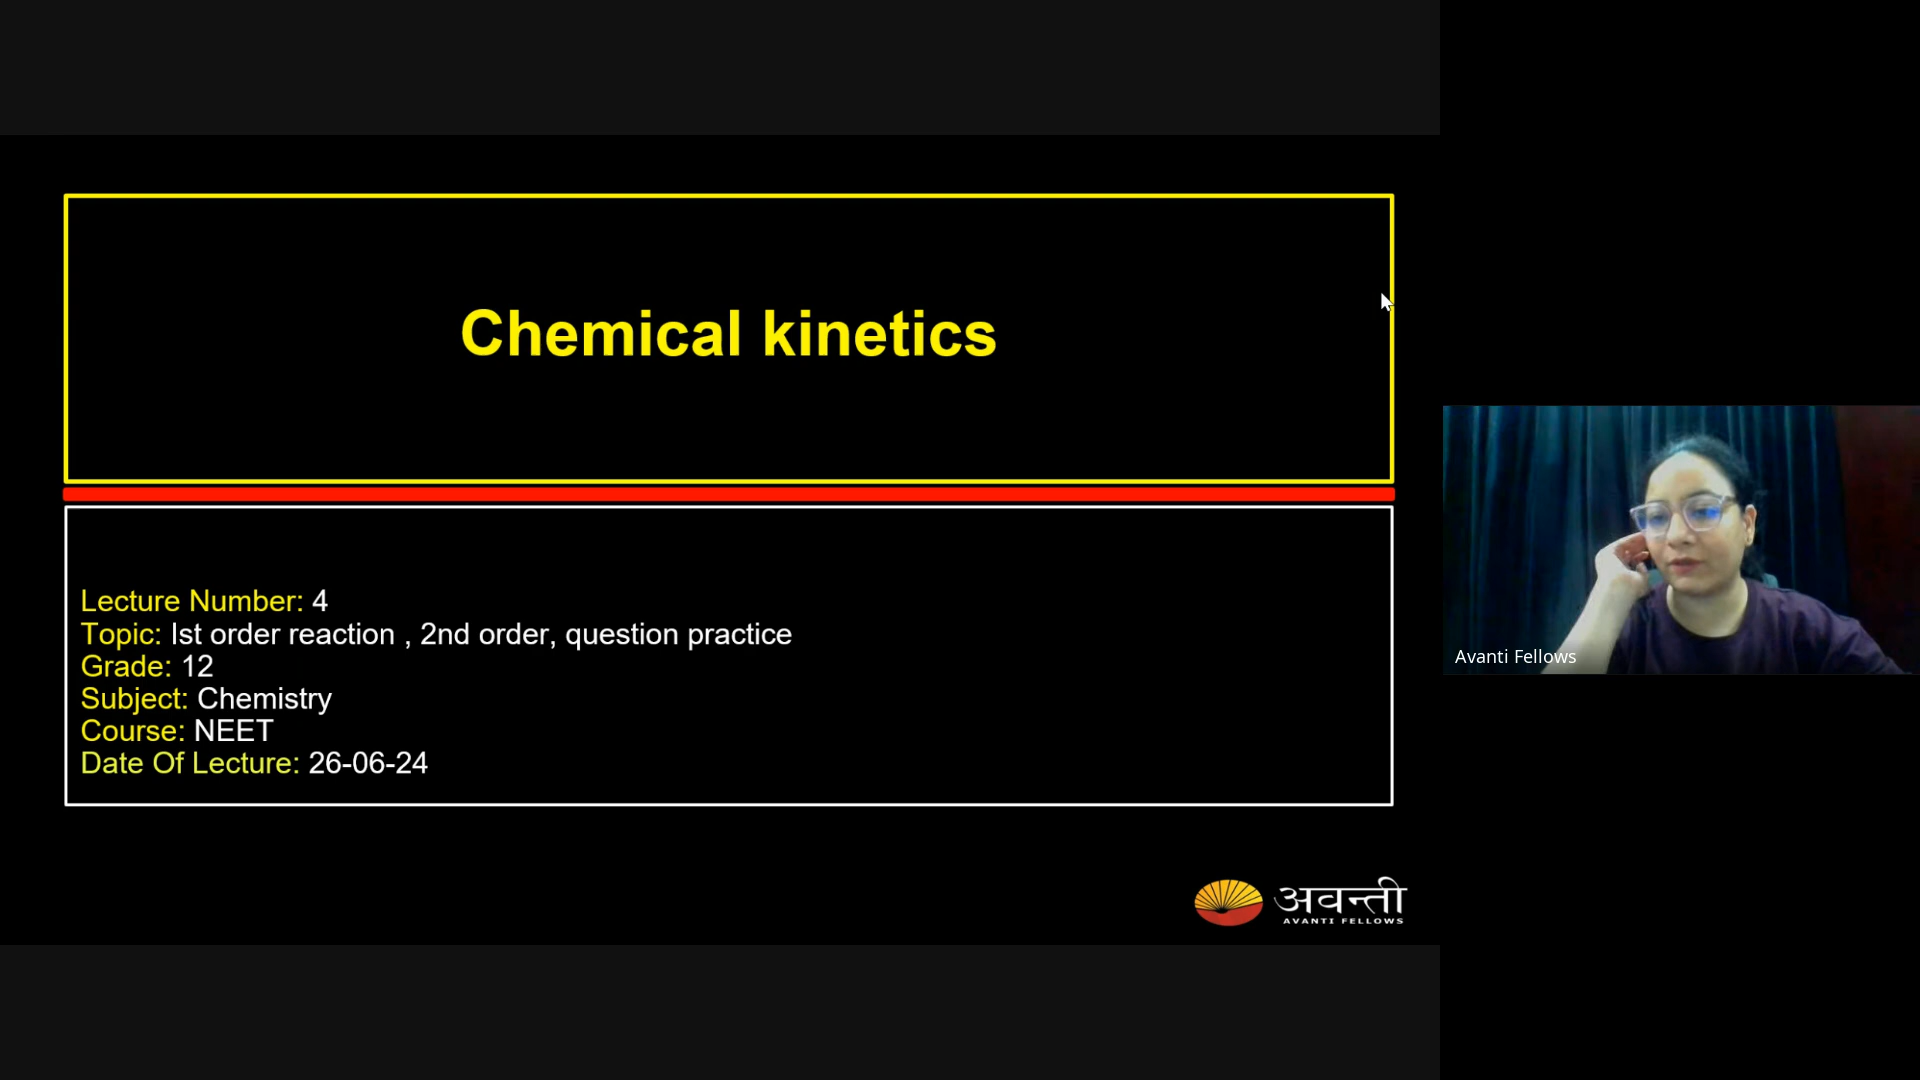 Chemical kinetics
Lecture Number: 4
Topic: Ist order reaction , 2nd order, question practice
Grade: 12
Subject: Chemistry
Course: NEET
Date Of Lecture: 26-06-24
Avanti Fellows
अवन्ती
AVANTI FELLOWS